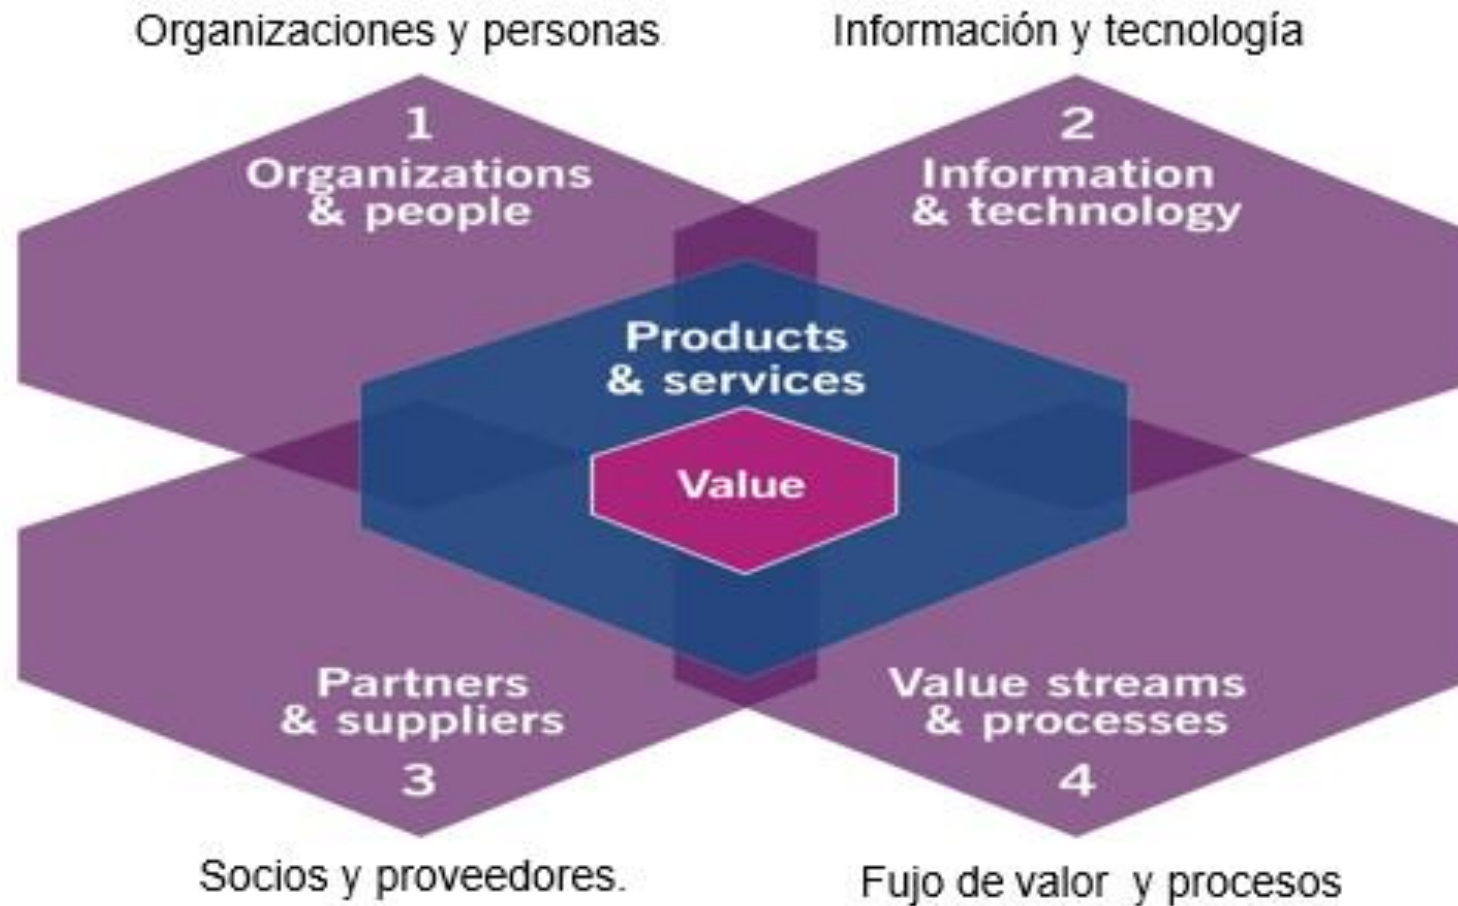 Organizaciones y personas
Información y tecnología
1
Organizations
& people
2
Information
& technology
Products
& services
Value
Partners
& suppliers
3
Value streams
& processes
4
Socios y proveedores.
Fujo de valor y procesos